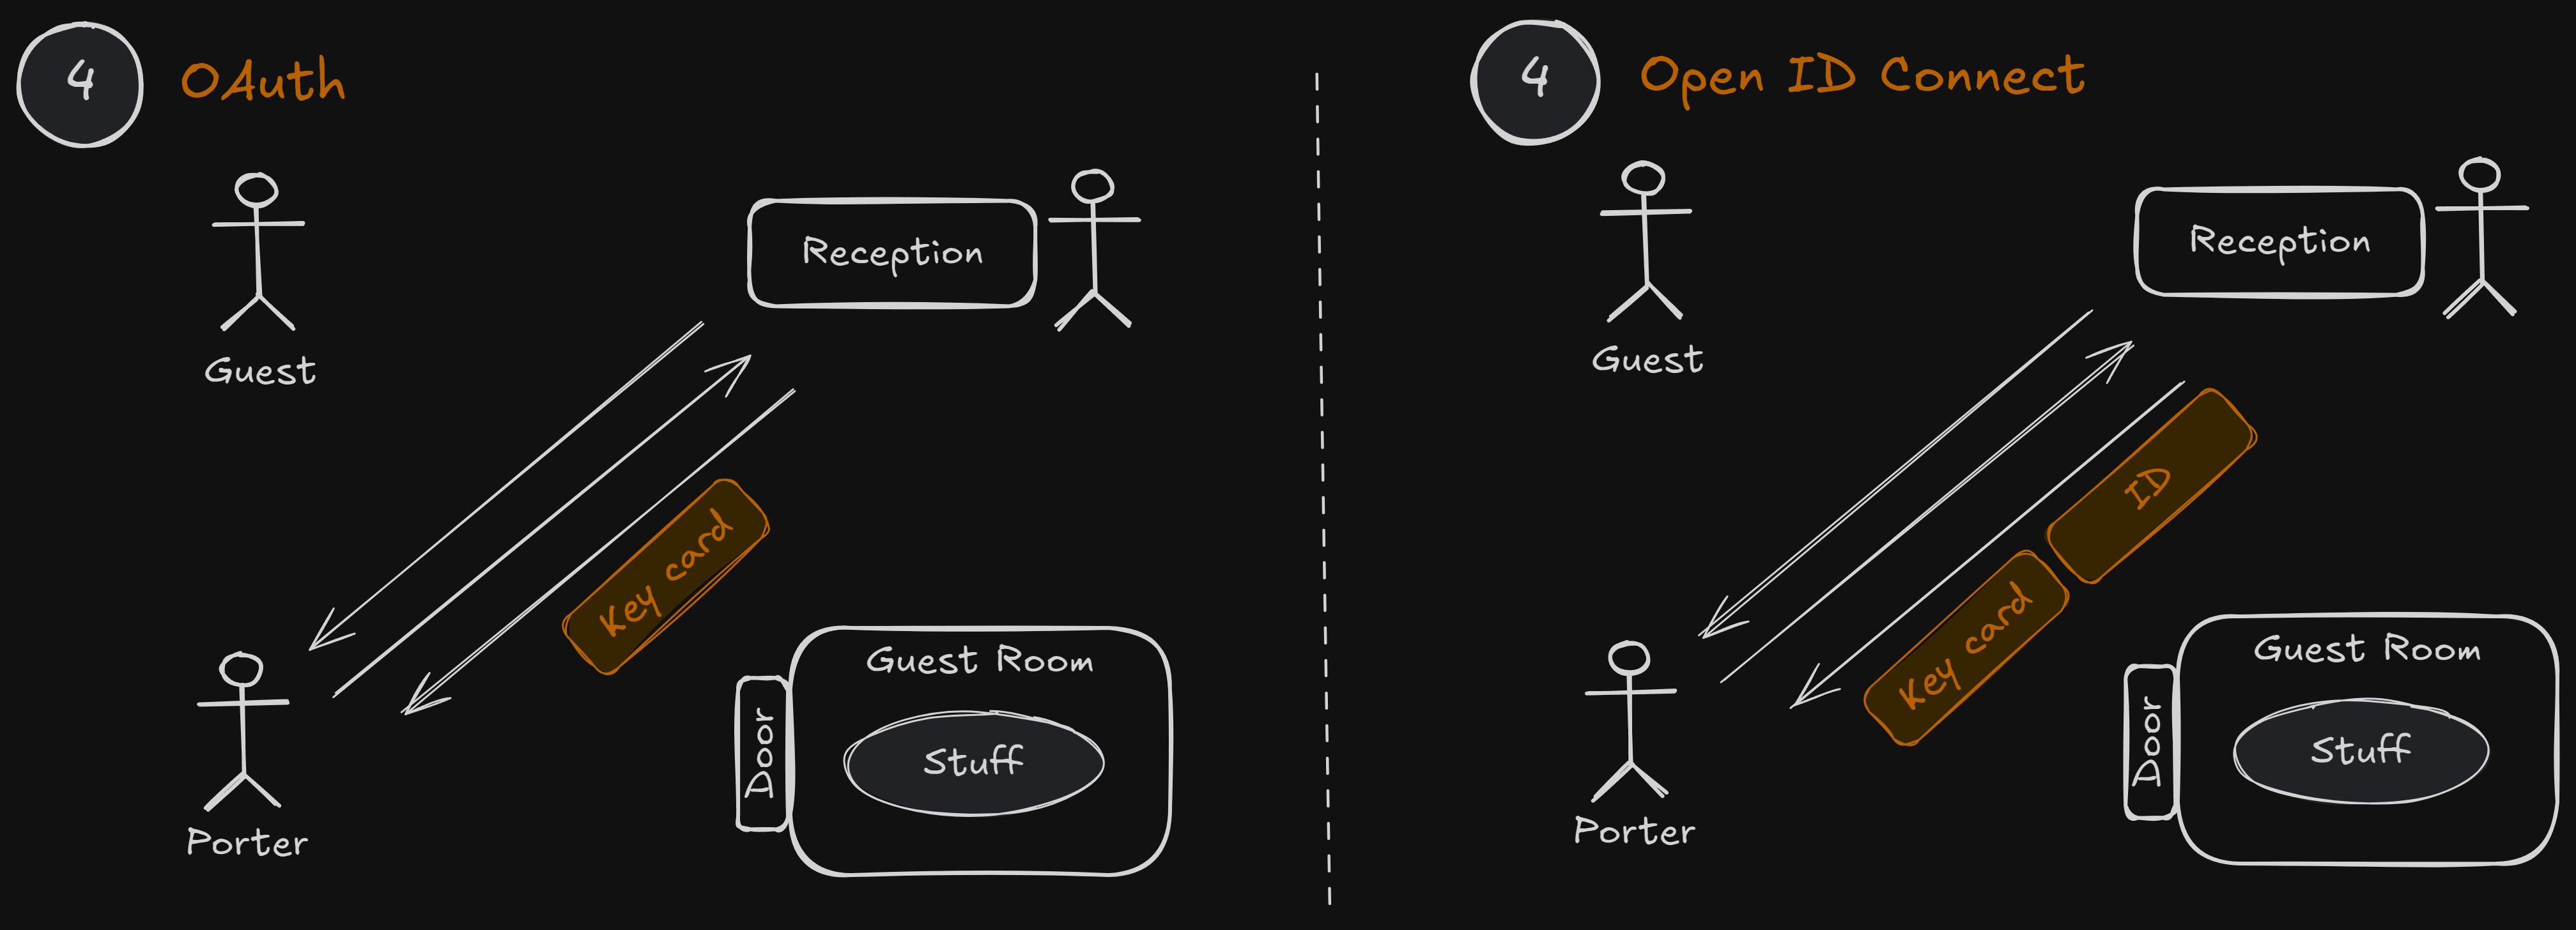 4
OAuth
Guest
Reception
Key card
Guest Room
Door
Stuff
Porter
4
Open ID Connect
Guest
Reception
ID
Key card
Guest Room
Door
Stuff
Porter